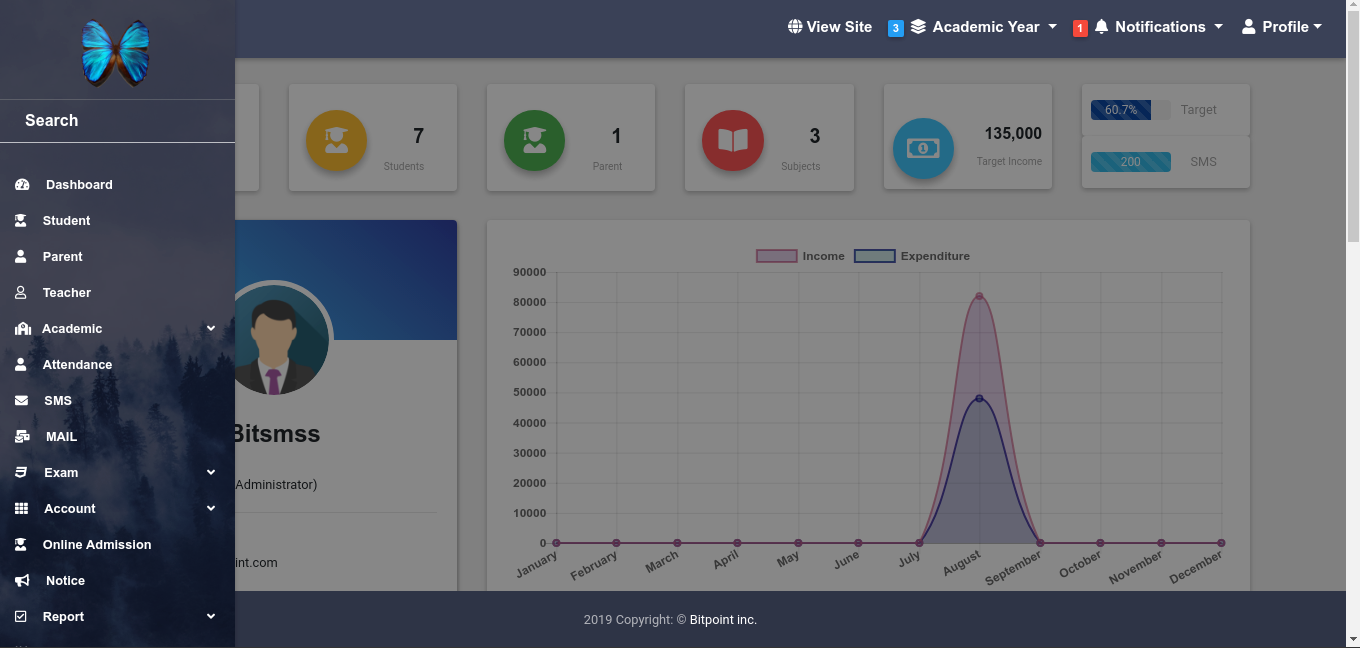 View Site
3 Academic Year
1 Notifications
Profile
Search
Dashboard
Student
Parent
Teacher
Academic
Attendance
SMS
MAIL
Exam
Account
Online Admission
Notice
Report
7
Students
1
Parent
3
Subjects
135,000
Target Income
60.7% Target
200 SMS
Bitsmss
Administrator)
int.com
Income Expenditure
90000
80000
70000
60000
50000
40000
30000
20000
10000
0
January February March April May June July August September October November December
2019 Copyright: © Bitpoint inc.